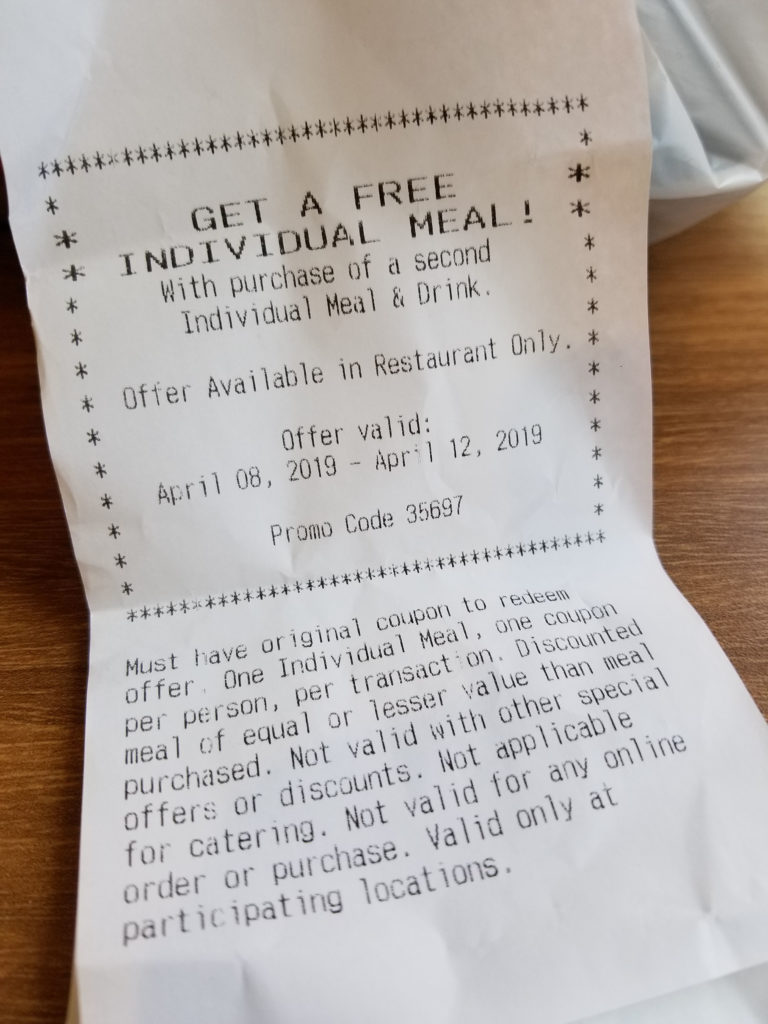 ****************************************
GET A FREE
INDIVIDUAL MEAL!
With purchase of a second
Individual Meal & Drink.
Offer Available in Restaurant Only.
Offer valid:
April 08, 2019 - April 12, 2019
Promo Code 35697
****************************************
Must have original coupon to redeem
offer. One Individual Meal, one coupon
per person, per transaction. Discounted
meal of equal or lesser value than meal
purchased. Not valid with other special
offers or discounts. Not applicable
for catering. Not valid for any online
order or purchase. Valid only at
participating locations.